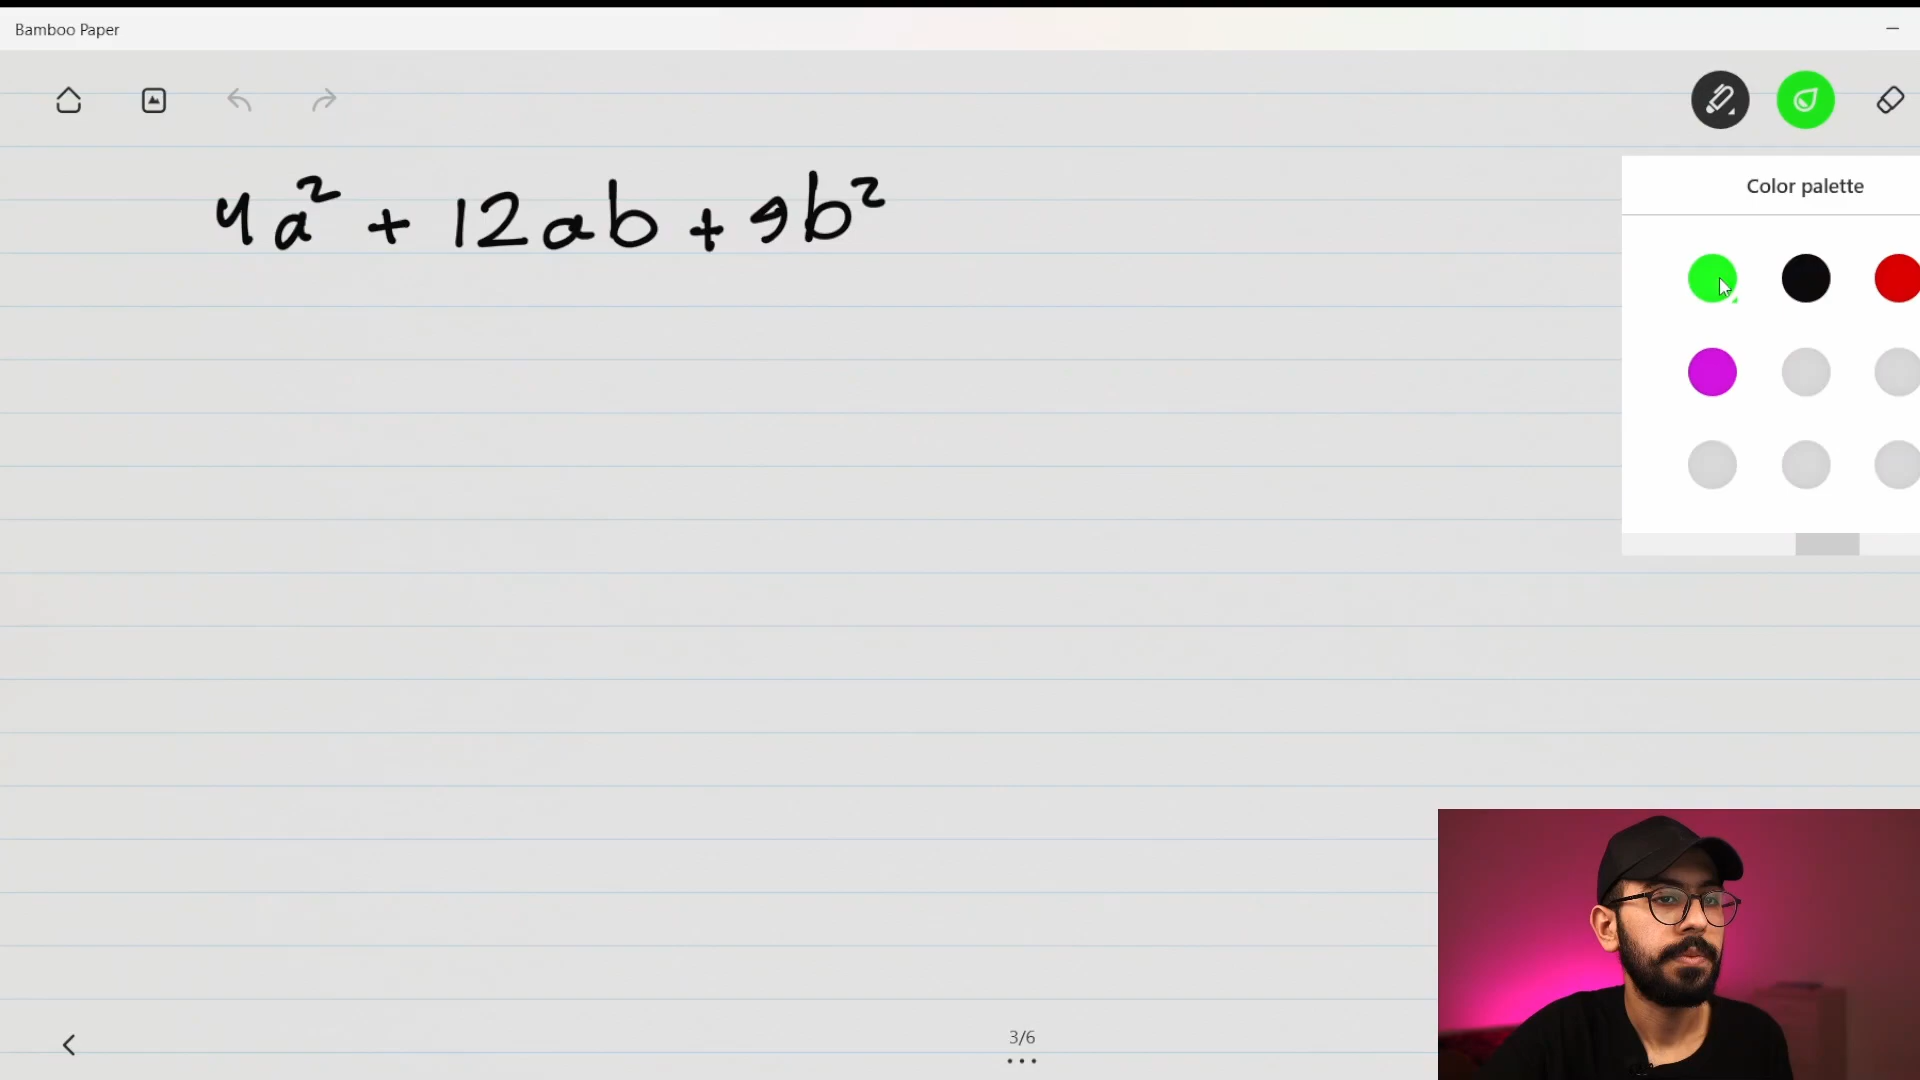 Bamboo Paper
4a² + 12ab + 9b²
Color palette
3/6